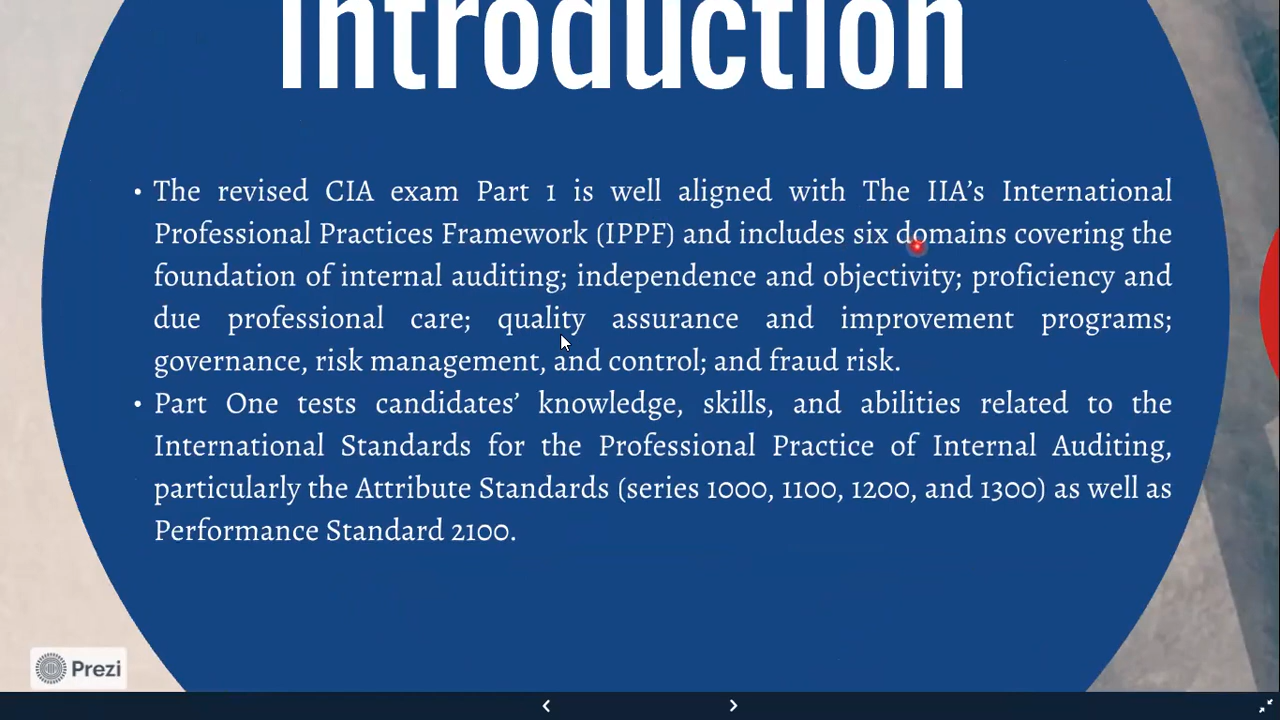 Introduction
• The revised CIA exam Part 1 is well aligned with The IIA’s International
Professional Practices Framework (IPPF) and includes six domains covering the
foundation of internal auditing; independence and objectivity; proficiency and
due professional care; quality assurance and improvement programs;
governance, risk management, and control; and fraud risk.
• Part One tests candidates’ knowledge, skills, and abilities related to the
International Standards for the Professional Practice of Internal Auditing,
particularly the Attribute Standards (series 1000, 1100, 1200, and 1300) as well as
Performance Standard 2100.
Prezi